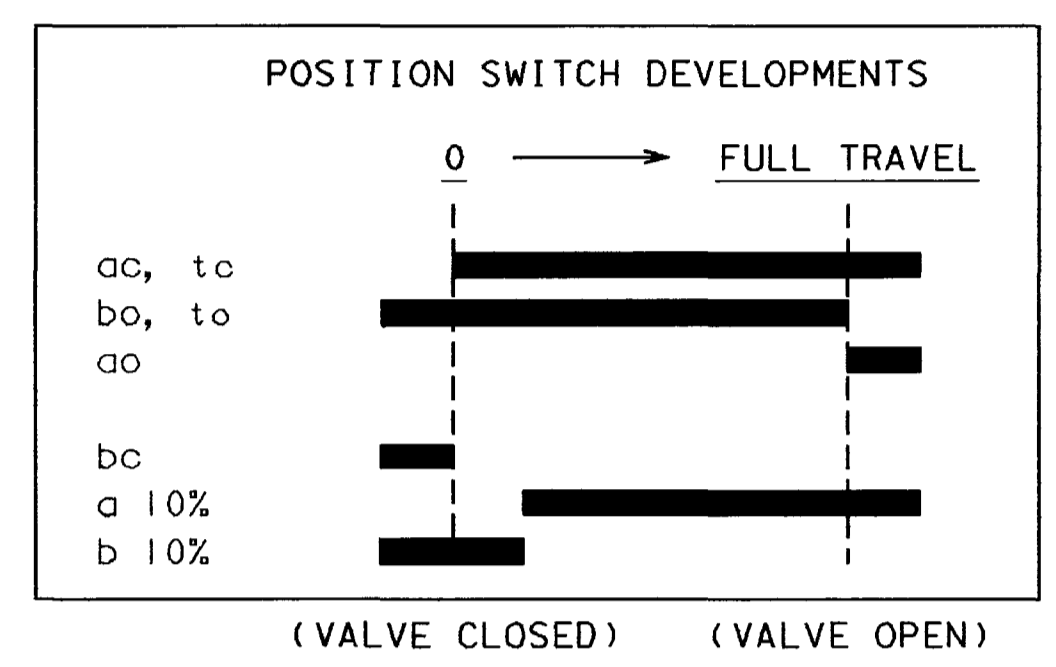 POSITION SWITCH DEVELOPMENTS
0 FULL TRAVEL
ac, tc
bo, to
ao
bc
a 10%
b 10%
(VALVE CLOSED) (VALVE OPEN)